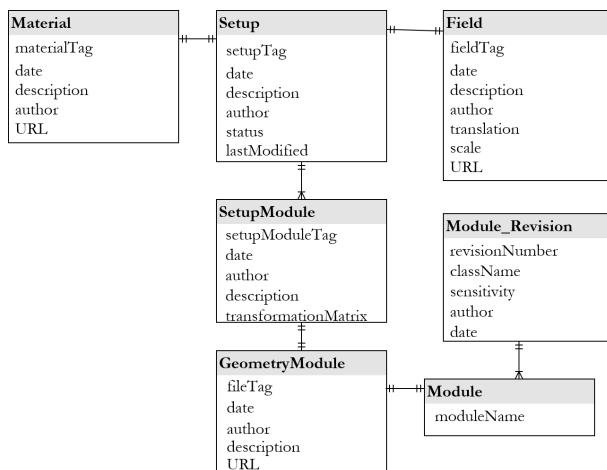 Material
materialTag
date
description
author
URL
Setup
setupTag
date
description
author
status
lastModified
Field
fieldTag
date
description
author
translation
scale
URL
SetupModule
setupModuleTag
date
author
description
transformationMatrix
Module_Revision
revisionNumber
className
sensitivity
author
date
GeometryModule
fileTag
date
author
description
URL
Module
moduleName